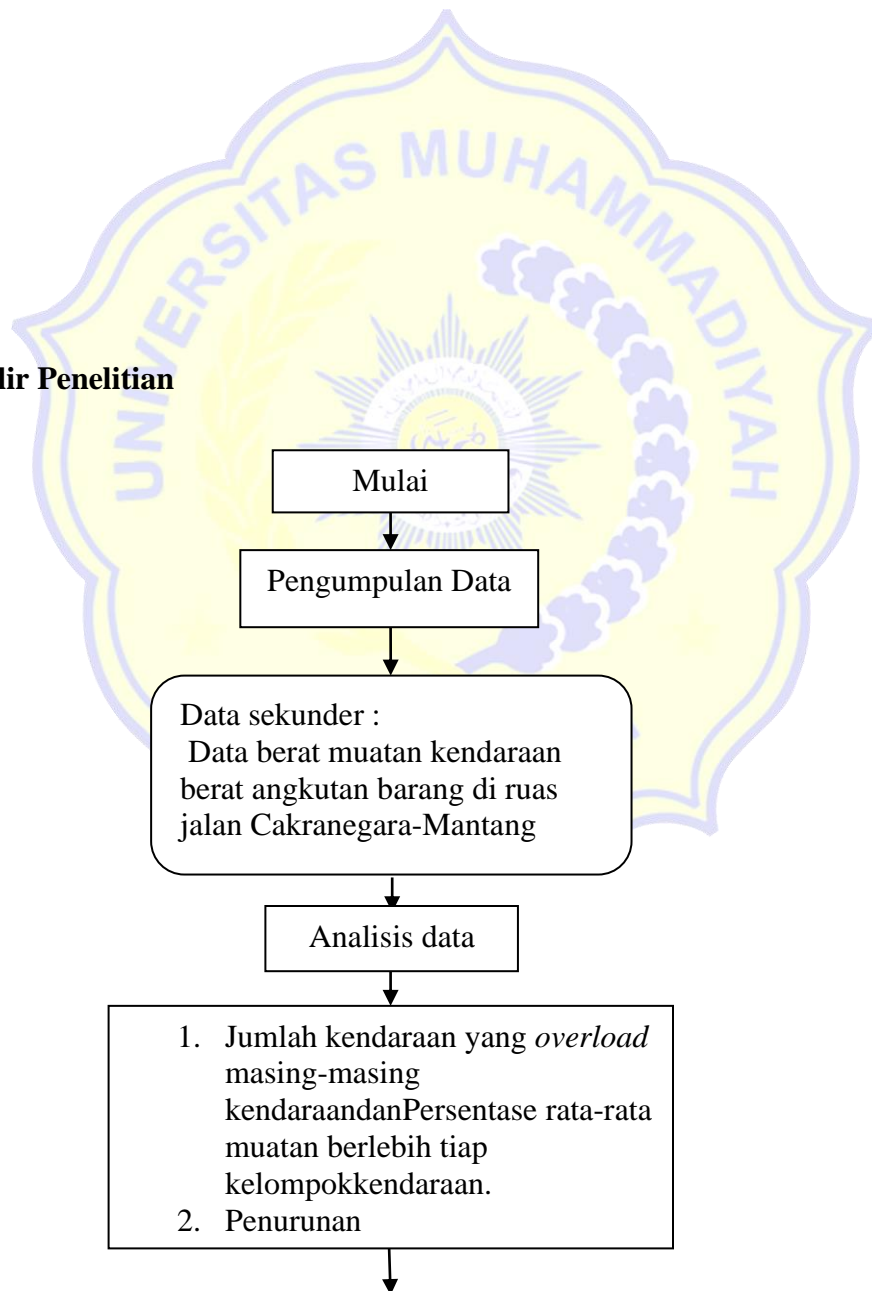 UNIVERSITAS MUHAMMADIYAH
lir Penelitian
Mulai
Pengumpulan Data
Data sekunder :
Data berat muatan kendaraan
berat angkutan barang di ruas
jalan Cakranegara-Mantang
Analisis data
1. Jumlah kendaraan yang overload
masing-masing
kendaraandanPersentase rata-rata
muatan berlebih tiap
kelompokkendaraan.
2. Penurunan